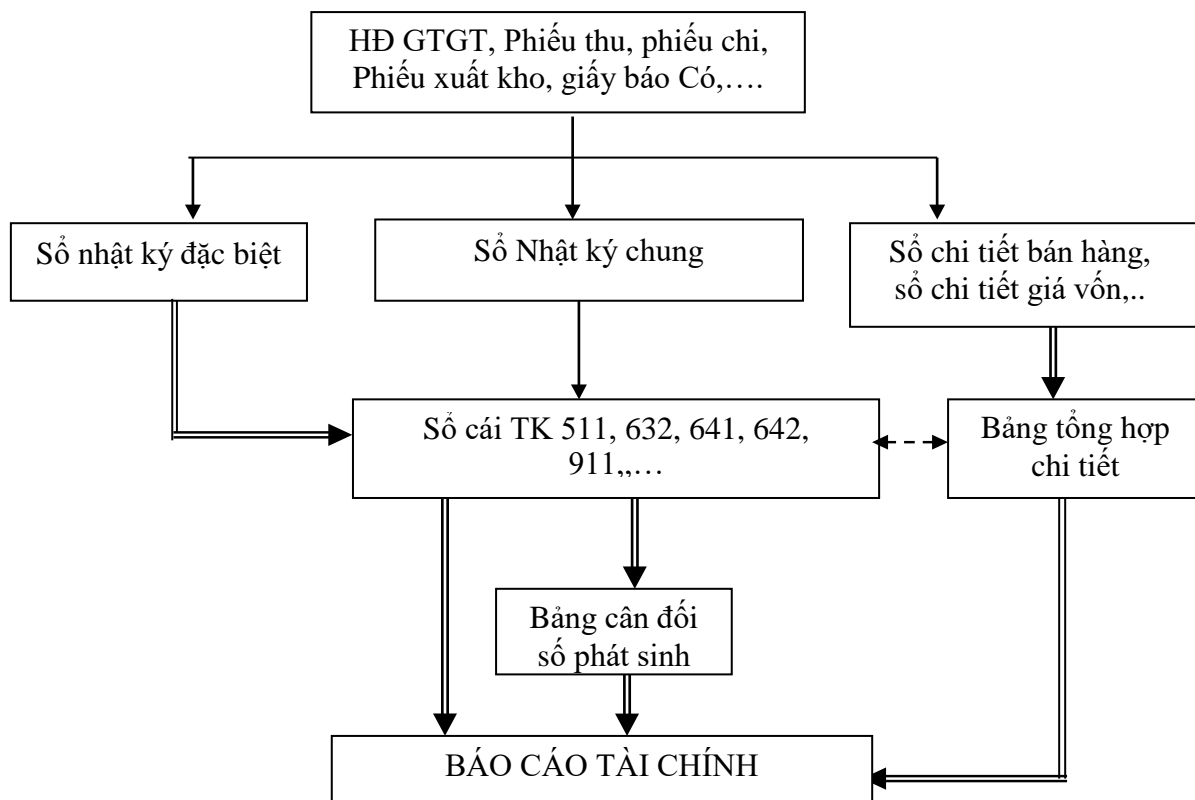 HĐ GTGT, Phiếu thu, phiếu chi,
Phiếu xuất kho, giấy báo Có,….
Sổ nhật ký đặc biệt
Sổ Nhật ký chung
Sổ chi tiết bán hàng,
sổ chi tiết giá vốn,..
Sổ cái TK 511, 632, 641, 642,
911,,,…
Bảng tổng hợp
chi tiết
Bảng cân đối
số phát sinh
BÁO CÁO TÀI CHÍNH